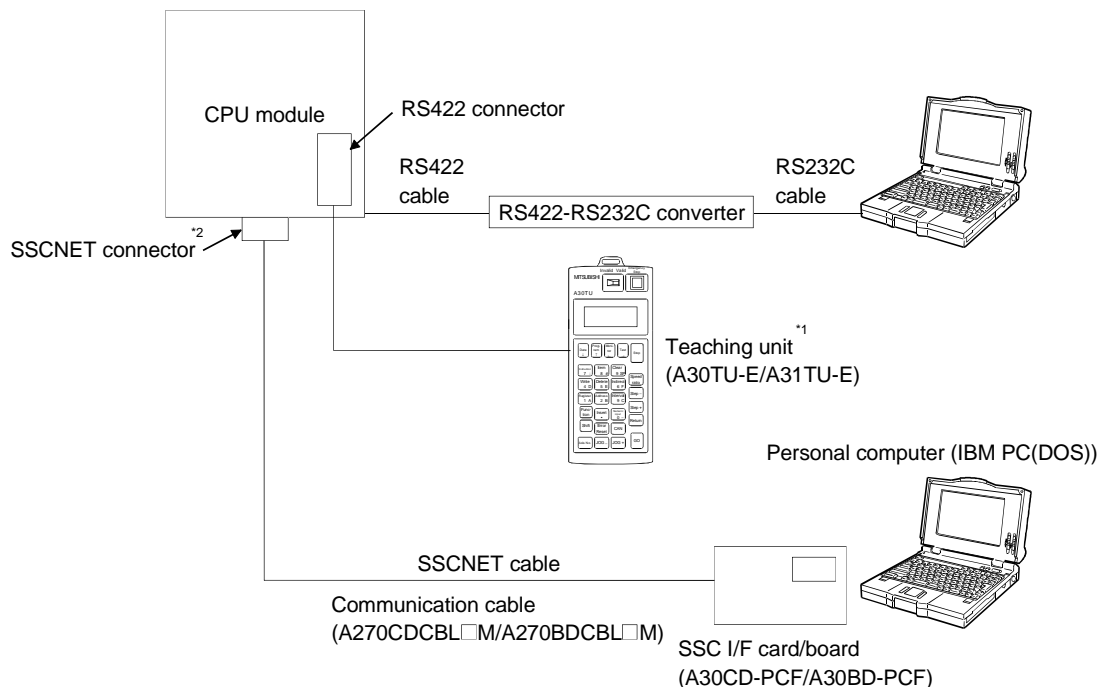 CPU module
RS422 connector
RS422
cable
RS232C
cable
RS422-RS232C converter
SSCNET connector
*2
MITSUBISHI
Invalid Valid
A30TU
Teaching unit
*1
(A30TU-E/A31TU-E)
Personal computer (IBM PC(DOS))
SSCNET cable
Communication cable
(A270CDCBL□M/A270BDCBL□M)
SSC I/F card/board
(A30CD-PCF/A30BD-PCF)